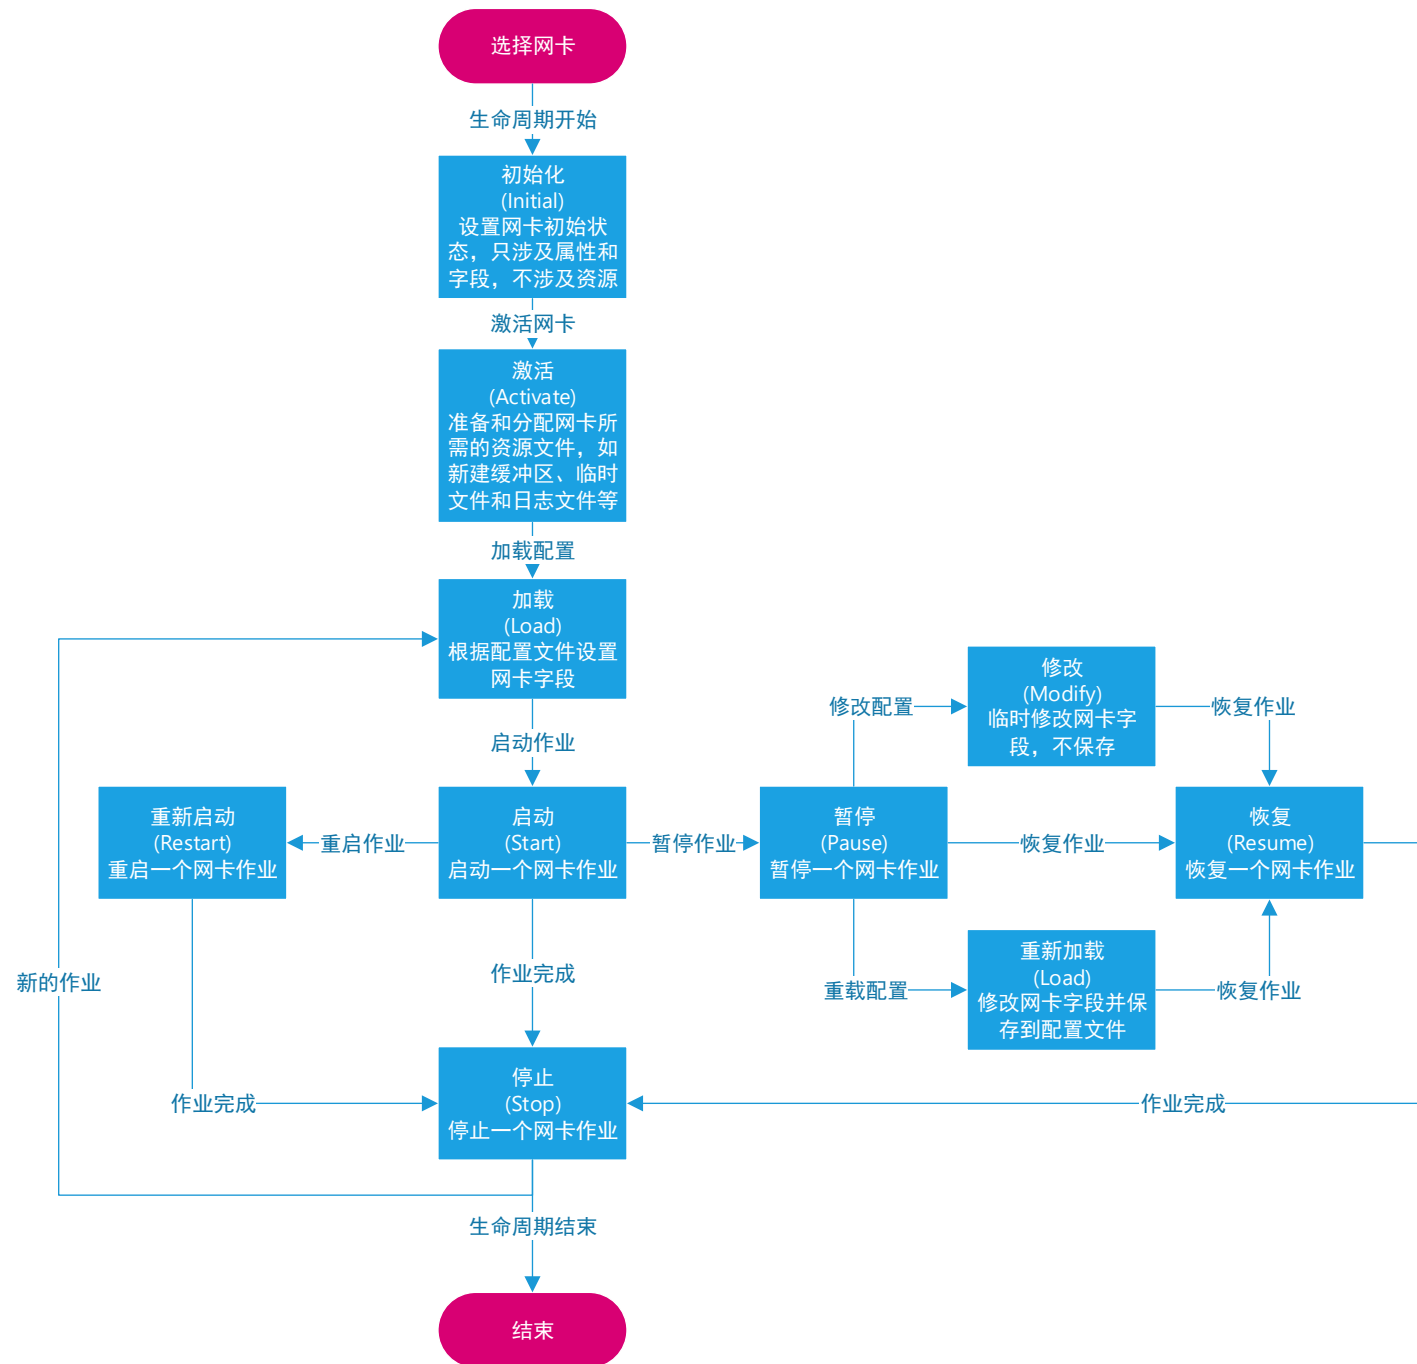 选择网卡
生命周期开始
初始化
(Initial)
设置网卡初始状
态，只涉及属性和
字段，不涉及资源
激活网卡
激活
(Activate)
准备和分配网卡所
需的资源文件，如
新建缓冲区、临时
文件和日志文件等
加载配置
加载
(Load)
根据配置文件设置
网卡字段
启动作业
修改配置
修改
(Modify)
临时修改网卡字
段，不保存
恢复作业
重新启动
(Restart)
重启一个网卡作业
重启作业
启动
(Start)
启动一个网卡作业
暂停作业
暂停
(Pause)
暂停一个网卡作业
恢复作业
恢复
(Resume)
恢复一个网卡作业
新的作业
作业完成
重载配置
重新加载
(Load)
修改网卡字段并保
存到配置文件
恢复作业
作业完成
停止
(Stop)
停止一个网卡作业
作业完成
生命周期结束
结束